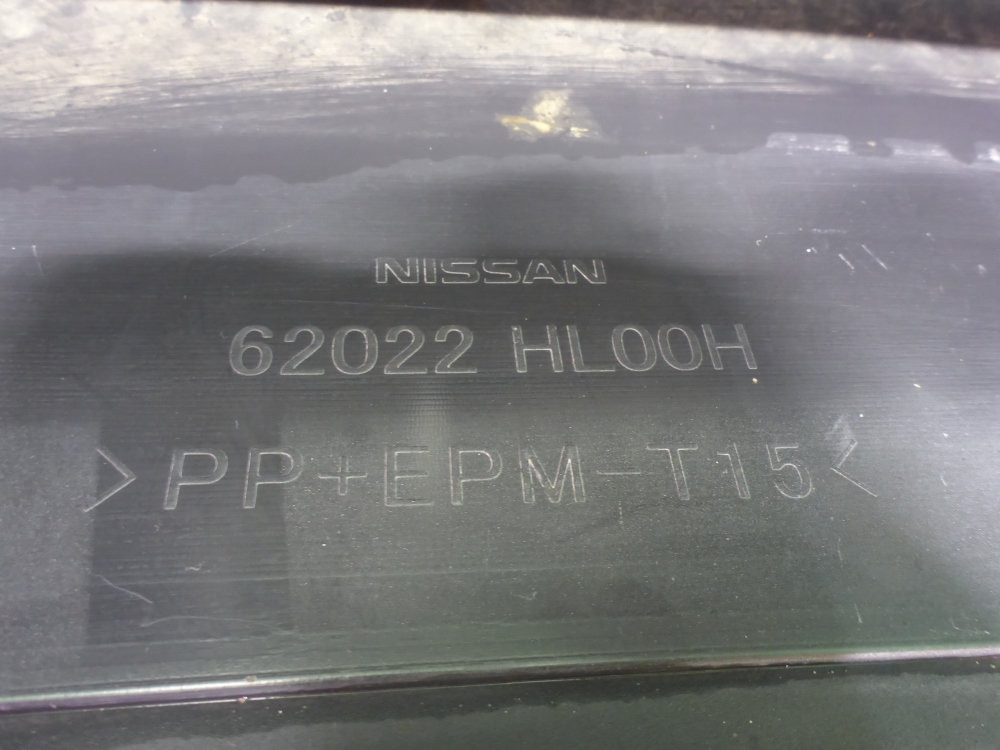 NISSAN
62022 HL00H
>PP+EPM-T15<